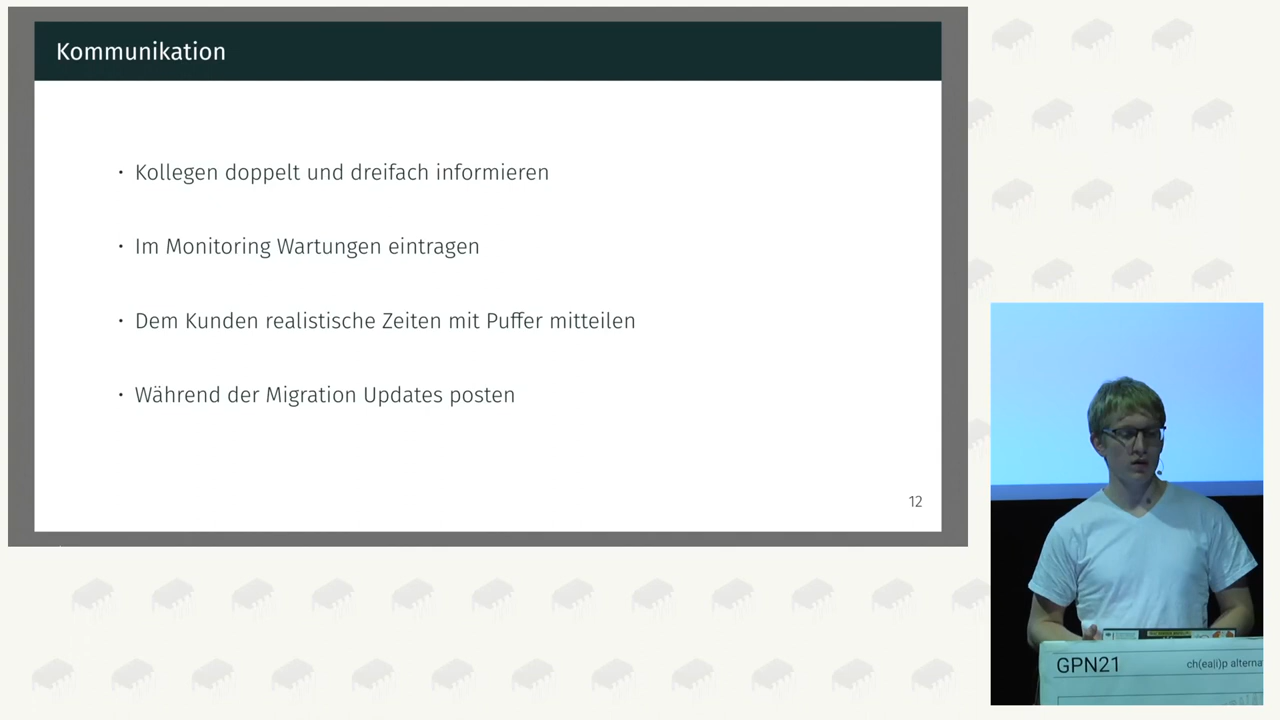 Kommunikation
• Kollegen doppelt und dreifach informieren
• Im Monitoring Wartungen eintragen
• Dem Kunden realistische Zeiten mit Puffer mitteilen
• Während der Migration Updates posten
12
GPN21
ch(ea(i)p alterna